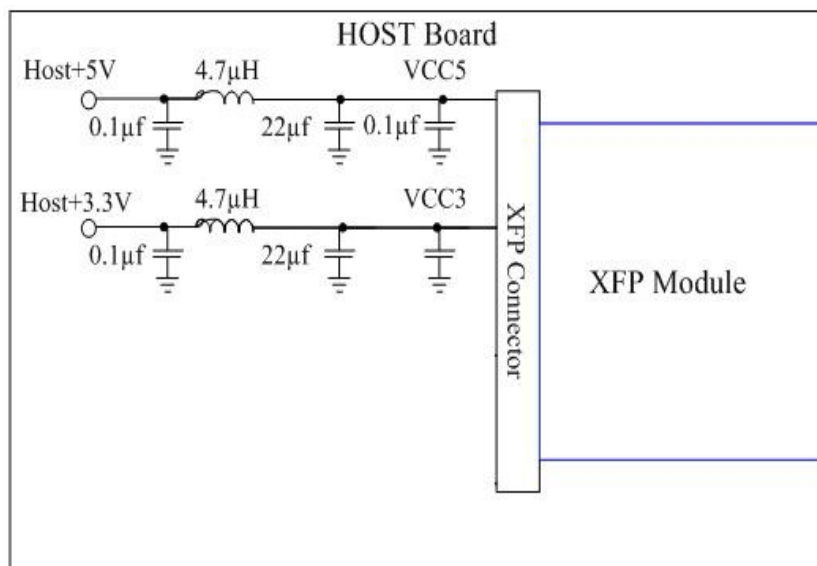 HOST Board
Host+5V
4.7μH
VCC5
0.1μf
22μf
0.1μf
Host+3.3V
4.7μH
VCC3
0.1μf
22μf
XFP Connector
XFP Module